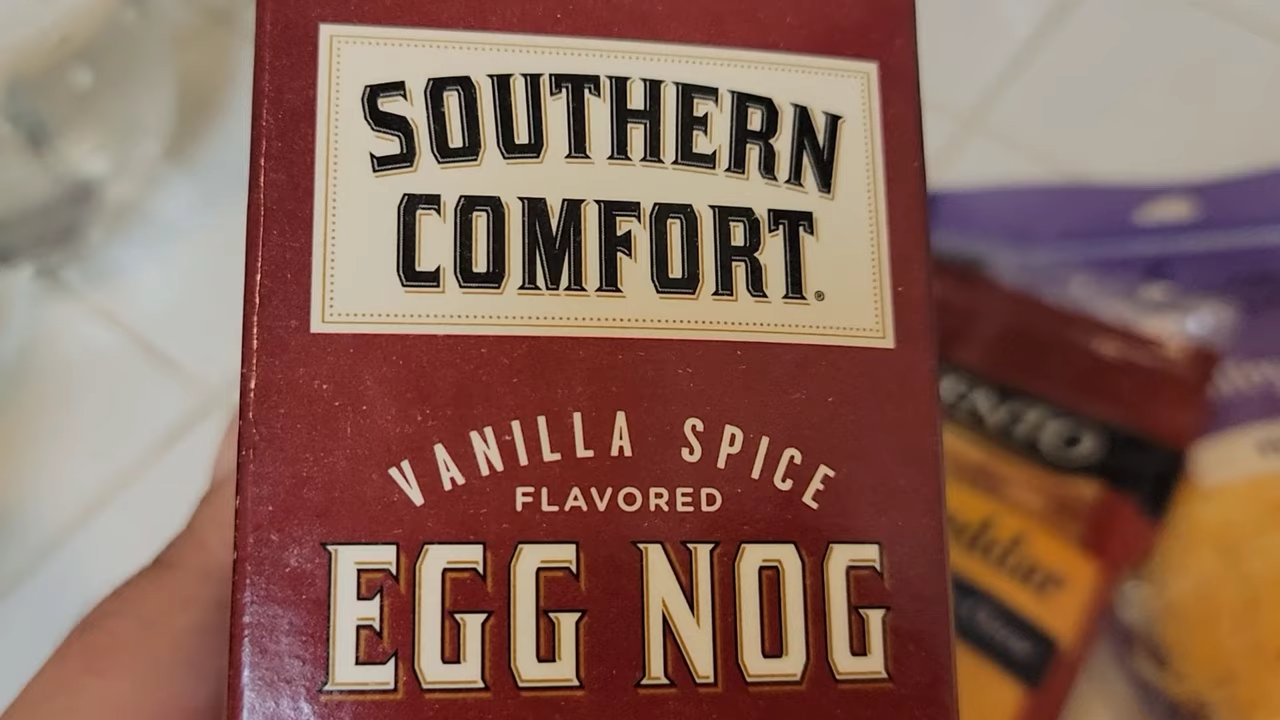 SOUTHERN
COMFORT®
VANILLA SPICE
FLAVORED
EGG NOG